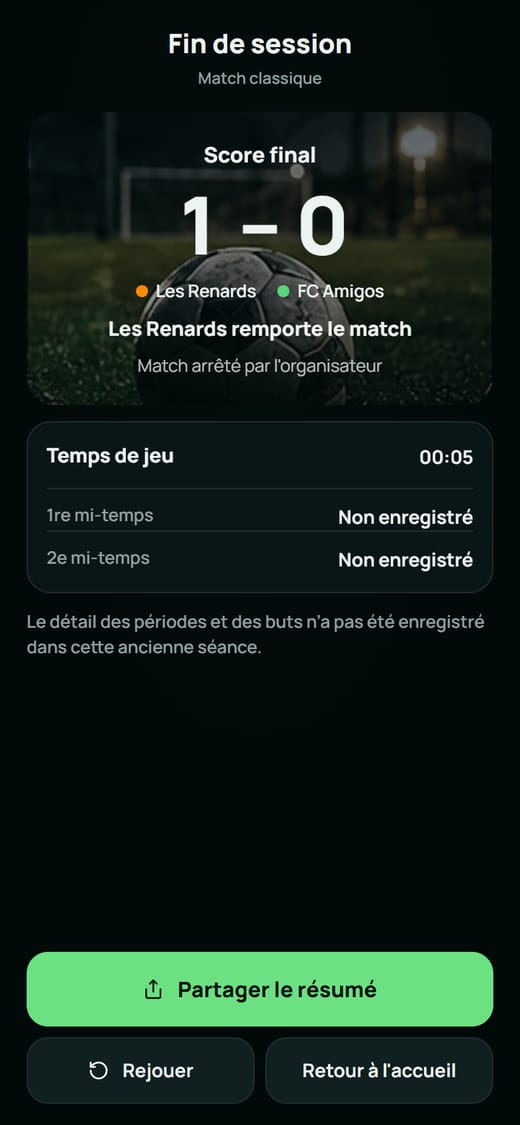 Fin de session
Match classique
Score final
1 – 0
Les Renards FC Amigos
Les Renards remporte le match
Match arrêté par l'organisateur
Temps de jeu 00:05
1re mi-temps Non enregistré
2e mi-temps Non enregistré
Le détail des périodes et des buts n'a pas été enregistré
dans cette ancienne séance.
Partager le résumé
Rejouer Retour à l'accueil